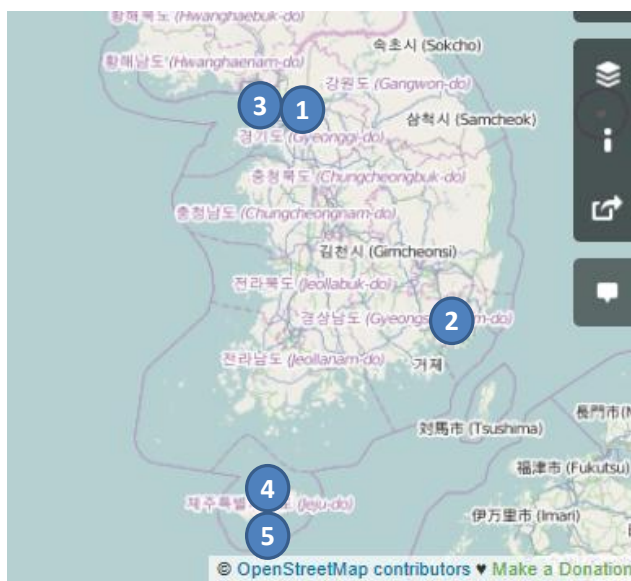 황해북도 (Hwanghaebuk-do)
속초시 (Sokcho)
황해남도 (Hwanghaenam-do)
강원도 (Gangwon-do)
3
1
삼척시 (Samcheok)
경기도 (Gyeonggi-do)
충청북도 (Chungcheongbuk-do)
충청남도 (Chungcheongnam-do)
김천시 (Gimcheonsi)
전라북도 (Jeollabuk-do)
경상남도 (Gyeongs
2
m-do)
전라남도 (Jeollanam-do)
거제
長門市(N
対馬市 (Tsushima)
福津市 (Fukutsu)
4
제주특별
도 (Jeju-do)
伊万里市 (Imari)
5
© OpenStreetMap contributors ♥ Make a Donation